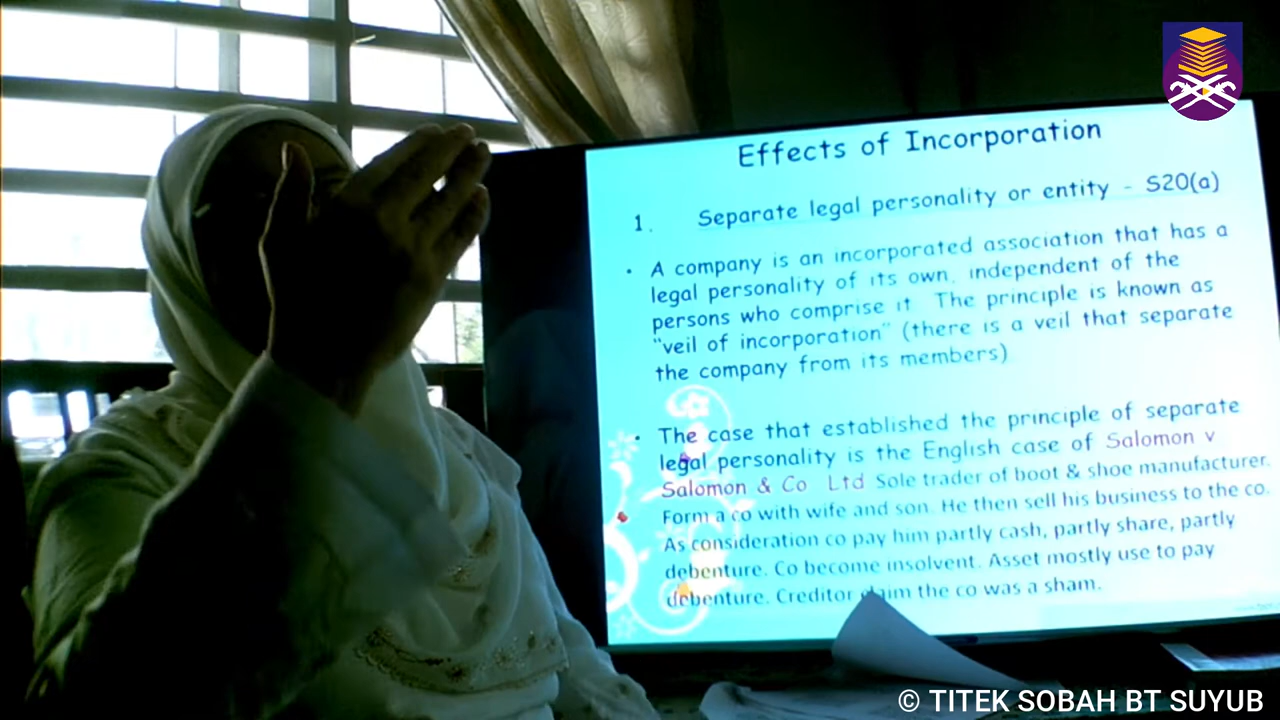 Effects of Incorporation
1. Separate legal personality or entity - S20(a)
• A company is an incorporated association that has a
legal personality of its own, independent of the
persons who comprise it. The principle is known as
"veil of incorporation" (there is a veil that separate
the company from its members)
• The case that established the principle of separate
legal personality is the English case of Salomon v
Salomon & Co Ltd Sole trader of boot & shoe manufacturer.
Form a co with wife and son. He then sell his business to the co.
As consideration co pay him partly cash, partly share, partly
debenture. Co become insolvent. Asset mostly use to pay
debenture. Creditor claim the co was a sham.
© TITEK SOBAH BT SUYUB